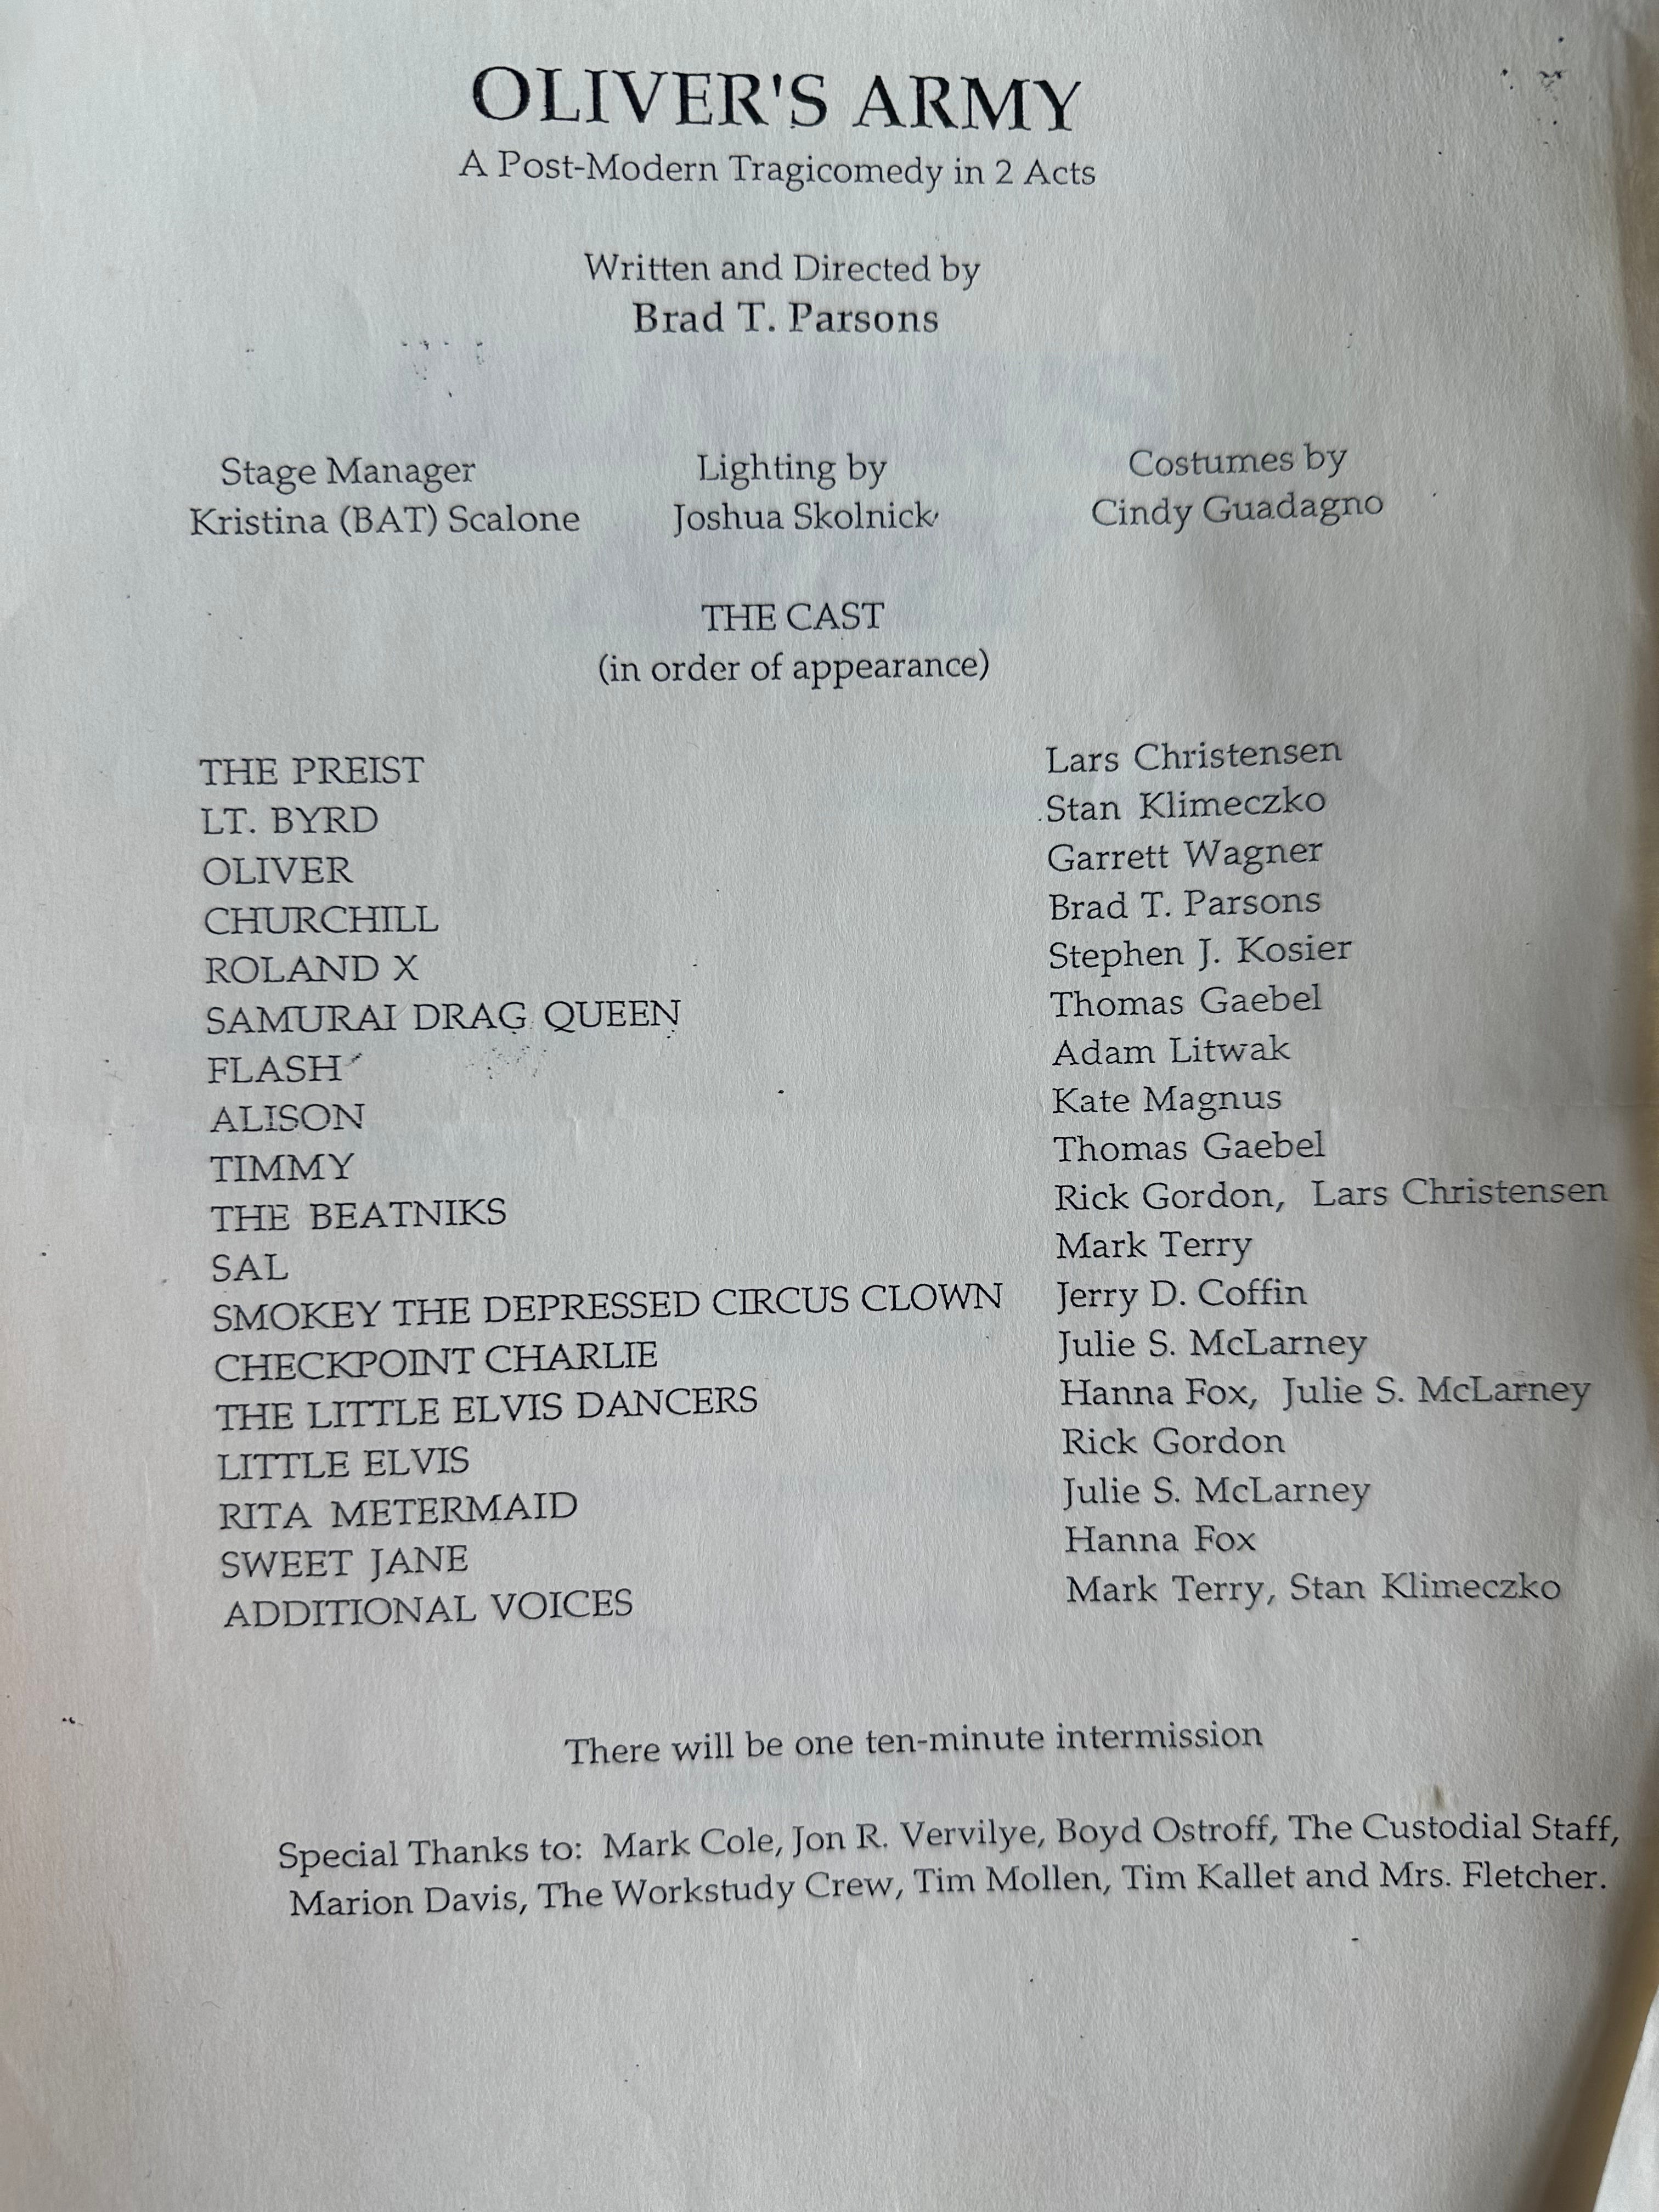 OLIVER'S ARMY
A Post-Modern Tragicomedy in 2 Acts
Written and Directed by
Brad T. Parsons
Stage Manager
Kristina (BAT) Scalone
Lighting by
Joshua Skolnick
Costumes by
Cindy Guadagno
THE CAST
(in order of appearance)
THE PREIST Lars Christensen
LT. BYRD Stan Klimeczko
OLIVER Garrett Wagner
CHURCHILL Brad T. Parsons
ROLAND X Stephen J. Kosier
SAMURAI DRAG QUEEN Thomas Gaebel
FLASH Adam Litwak
ALISON Kate Magnus
TIMMY Thomas Gaebel
THE BEATNIKS Rick Gordon, Lars Christensen
SAL Mark Terry
SMOKEY THE DEPRESSED CIRCUS CLOWN Jerry D. Coffin
CHECKPOINT CHARLIE Julie S. McLarney
THE LITTLE ELVIS DANCERS Hanna Fox, Julie S. McLarney
LITTLE ELVIS Rick Gordon
RITA METERMAID Julie S. McLarney
SWEET JANE Hanna Fox
ADDITIONAL VOICES Mark Terry, Stan Klimeczko
There will be one ten-minute intermission
Special Thanks to: Mark Cole, Jon R. Vervilye, Boyd Ostroff, The Custodial Staff,
Marion Davis, The Workstudy Crew, Tim Mollen, Tim Kallet and Mrs. Fletcher.